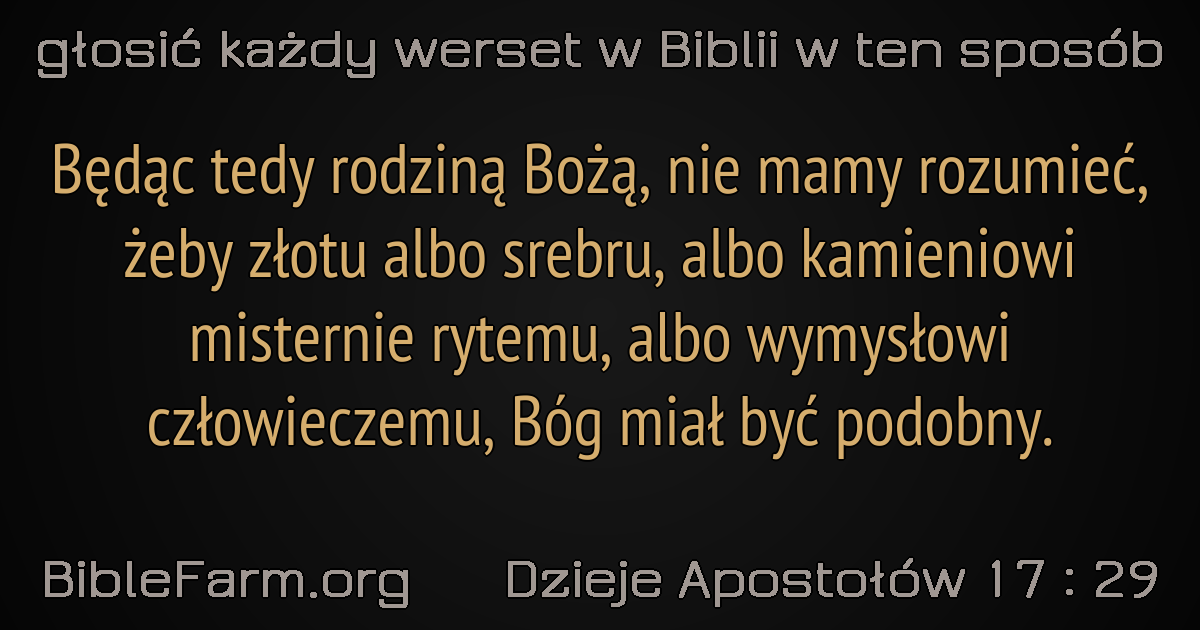 głosić każdy werset w Biblii w ten sposób
Będąc tedy rodziną Bożą, nie mamy rozumieć,
żeby złotu albo srebru, albo kamieniowi
misternie rytemu, albo wymysłowi
człowieczemu, Bóg miał być podobny.
BibleFarm.org Dzieje Apostołów 17 : 29